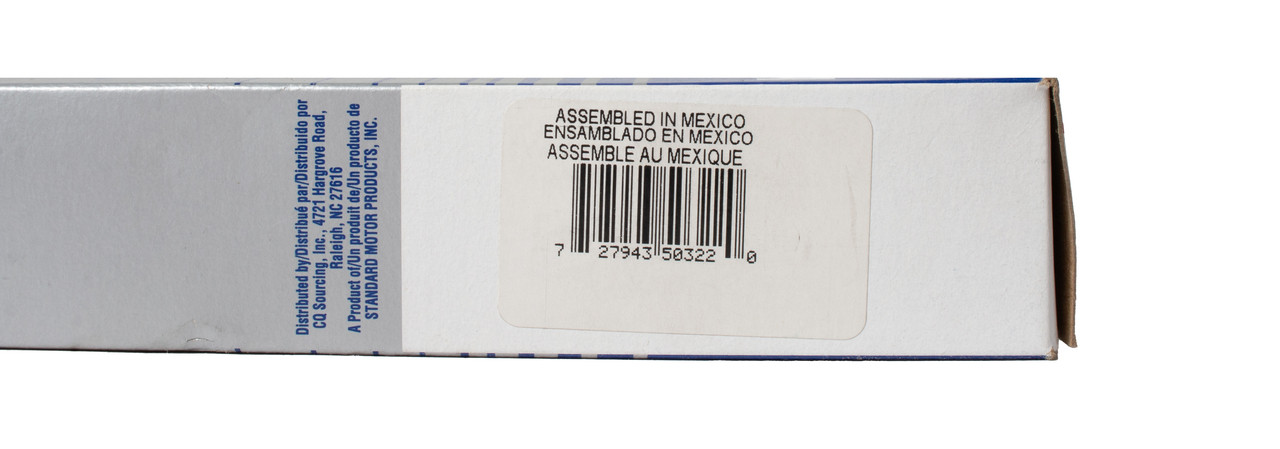 Distributed by/Distribué par/Distribuido por
CQ Sourcing, Inc., 4721 Hargrove Road,
Raleigh, NC 27616
A Product of/Un produit de/Un producto de
STANDARD MOTOR PRODUCTS, INC.
ASSEMBLED IN MEXICO
ENSAMBLADO EN MEXICO
ASSEMBLE AU MEXIQUE
7 27943 50322 0